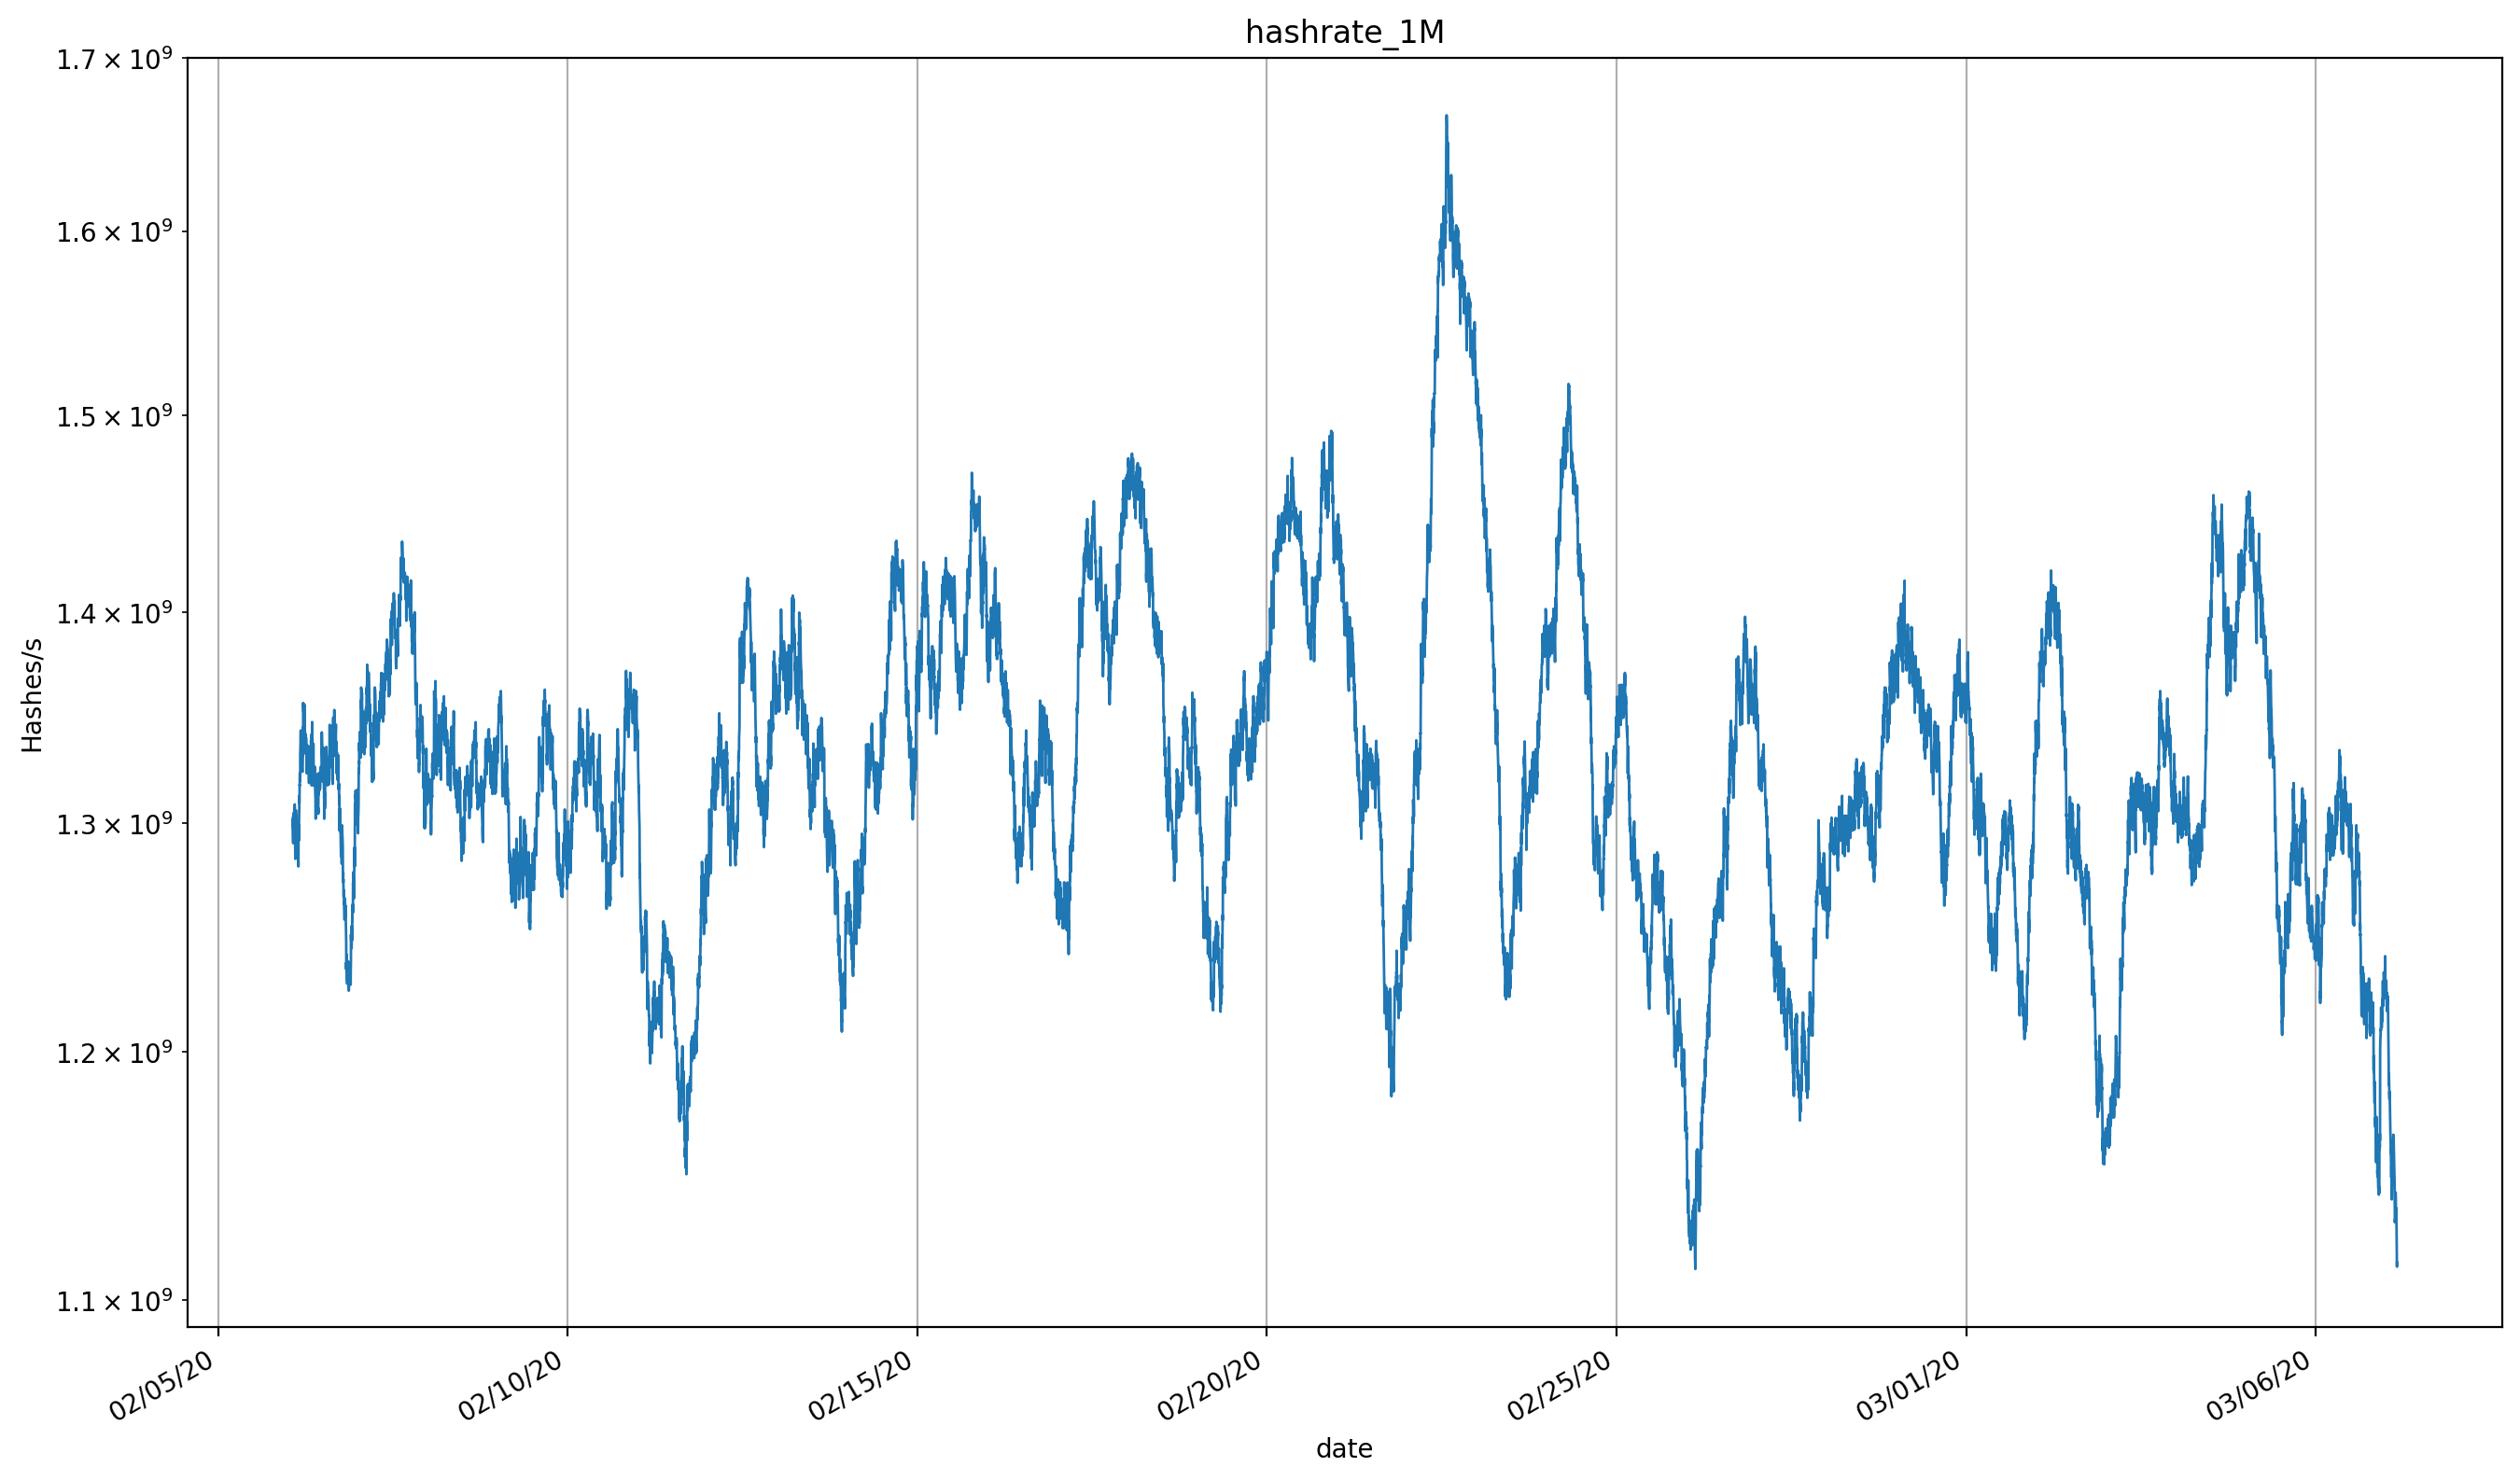 hashrate_1M
1.7 × 10⁹
1.6 × 10⁹
1.5 × 10⁹
1.4 × 10⁹
1.3 × 10⁹
1.2 × 10⁹
1.1 × 10⁹
Hashes/s
02/05/20
02/10/20
02/15/20
02/20/20
02/25/20
03/01/20
03/06/20
date